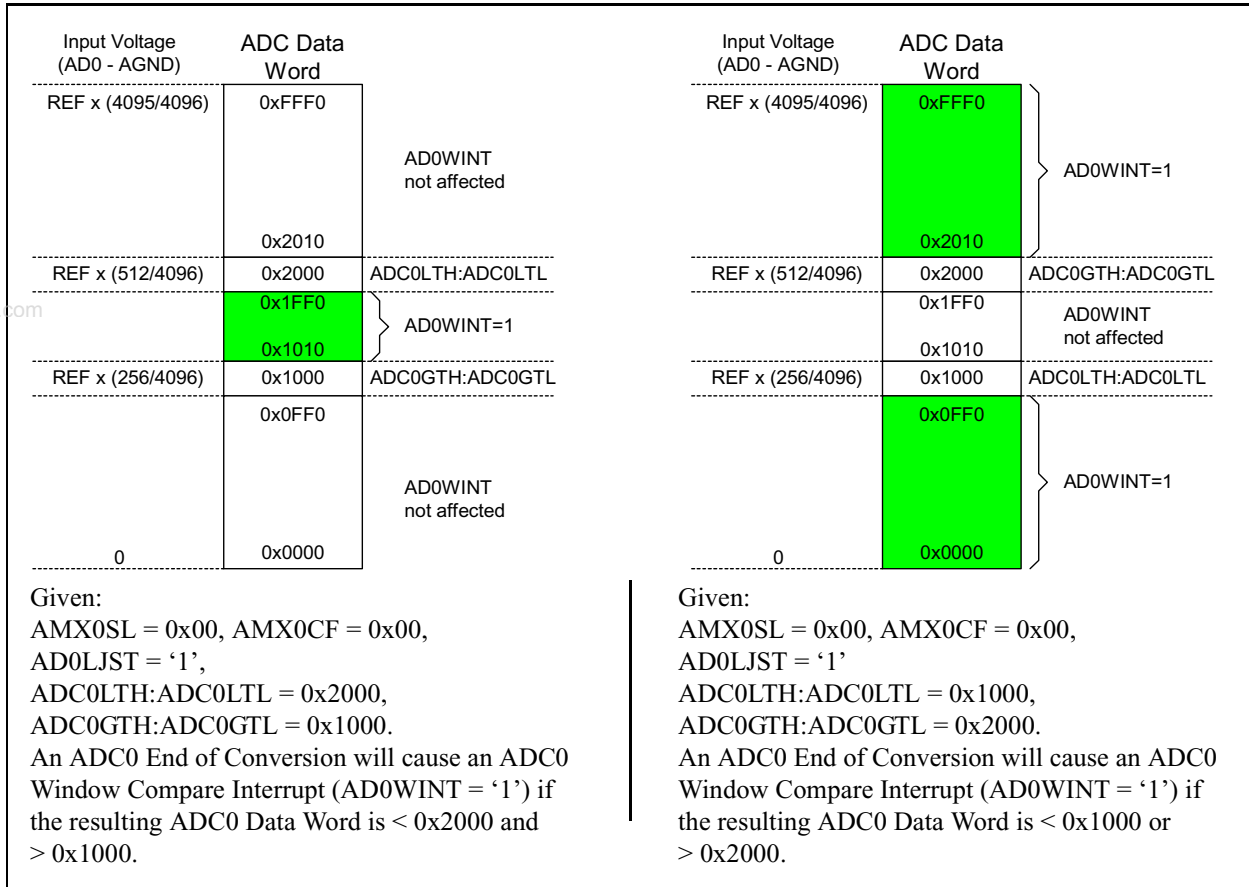 Input Voltage
(AD0 - AGND)
ADC Data
Word
REF x (4095/4096)
0xFFF0
AD0WINT
not affected
0x2010
REF x (512/4096)
0x2000
ADC0LTH:ADC0LTL
0x1FF0
AD0WINT=1
0x1010
REF x (256/4096)
0x1000
ADC0GTH:ADC0GTL
0x0FF0
AD0WINT
not affected
0
0x0000
Given:
AMX0SL = 0x00, AMX0CF = 0x00,
AD0LJST = ‘1’,
ADC0LTH:ADC0LTL = 0x2000,
ADC0GTH:ADC0GTL = 0x1000.
An ADC0 End of Conversion will cause an ADC0
Window Compare Interrupt (AD0WINT = ‘1’) if
the resulting ADC0 Data Word is < 0x2000 and
> 0x1000.
Input Voltage
(AD0 - AGND)
ADC Data
Word
REF x (4095/4096)
0xFFF0
AD0WINT=1
0x2010
REF x (512/4096)
0x2000
ADC0GTH:ADC0GTL
0x1FF0
AD0WINT
not affected
0x1010
REF x (256/4096)
0x1000
ADC0LTH:ADC0LTL
0x0FF0
AD0WINT=1
0
0x0000
Given:
AMX0SL = 0x00, AMX0CF = 0x00,
AD0LJST = ‘1’
ADC0LTH:ADC0LTL = 0x1000,
ADC0GTH:ADC0GTL = 0x2000.
An ADC0 End of Conversion will cause an ADC0
Window Compare Interrupt (AD0WINT = ‘1’) if
the resulting ADC0 Data Word is < 0x1000 or
> 0x2000.
com